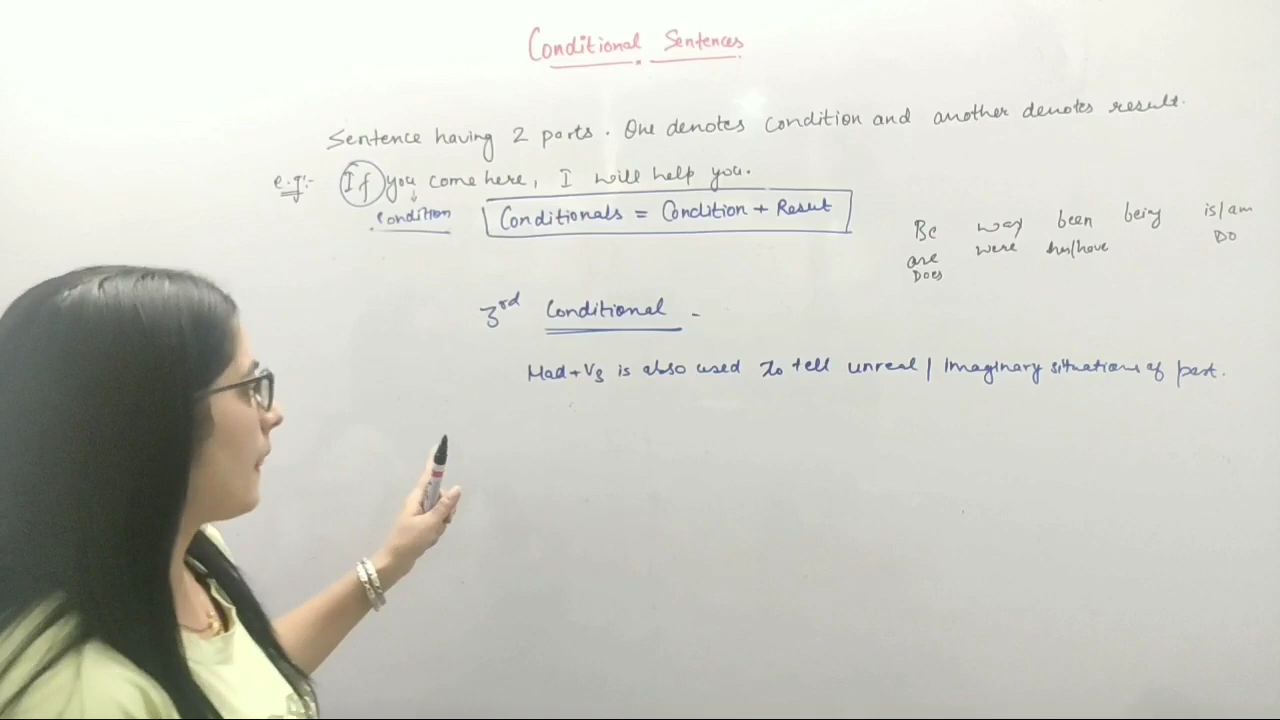 Conditional Sentences
Sentence having 2 parts. One denotes condition and another denotes result.
e.g:- If you come here, I will help you.
condition
Conditionals = Condition + Result
Be was been being is/am
are were has/have Do
Does
3rd Conditional -
Had+V3 is also used to tell unreal/imaginary situations of past.